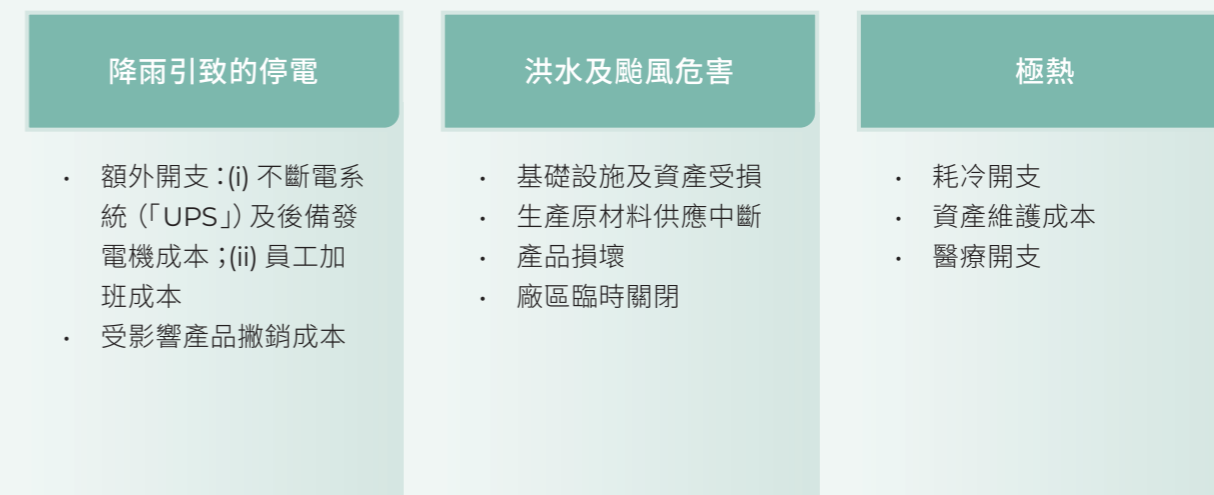 降雨引致的停電
• 額外開支：(i) 不斷電系
統（「UPS」）及後備發
電機成本；(ii) 員工加
班成本
• 受影響產品撇銷成本
洪水及颱風危害
• 基礎設施及資產受損
• 生產原材料供應中斷
• 產品損壞
• 廠區臨時關閉
極熱
• 耗冷開支
• 資產維護成本
• 醫療開支